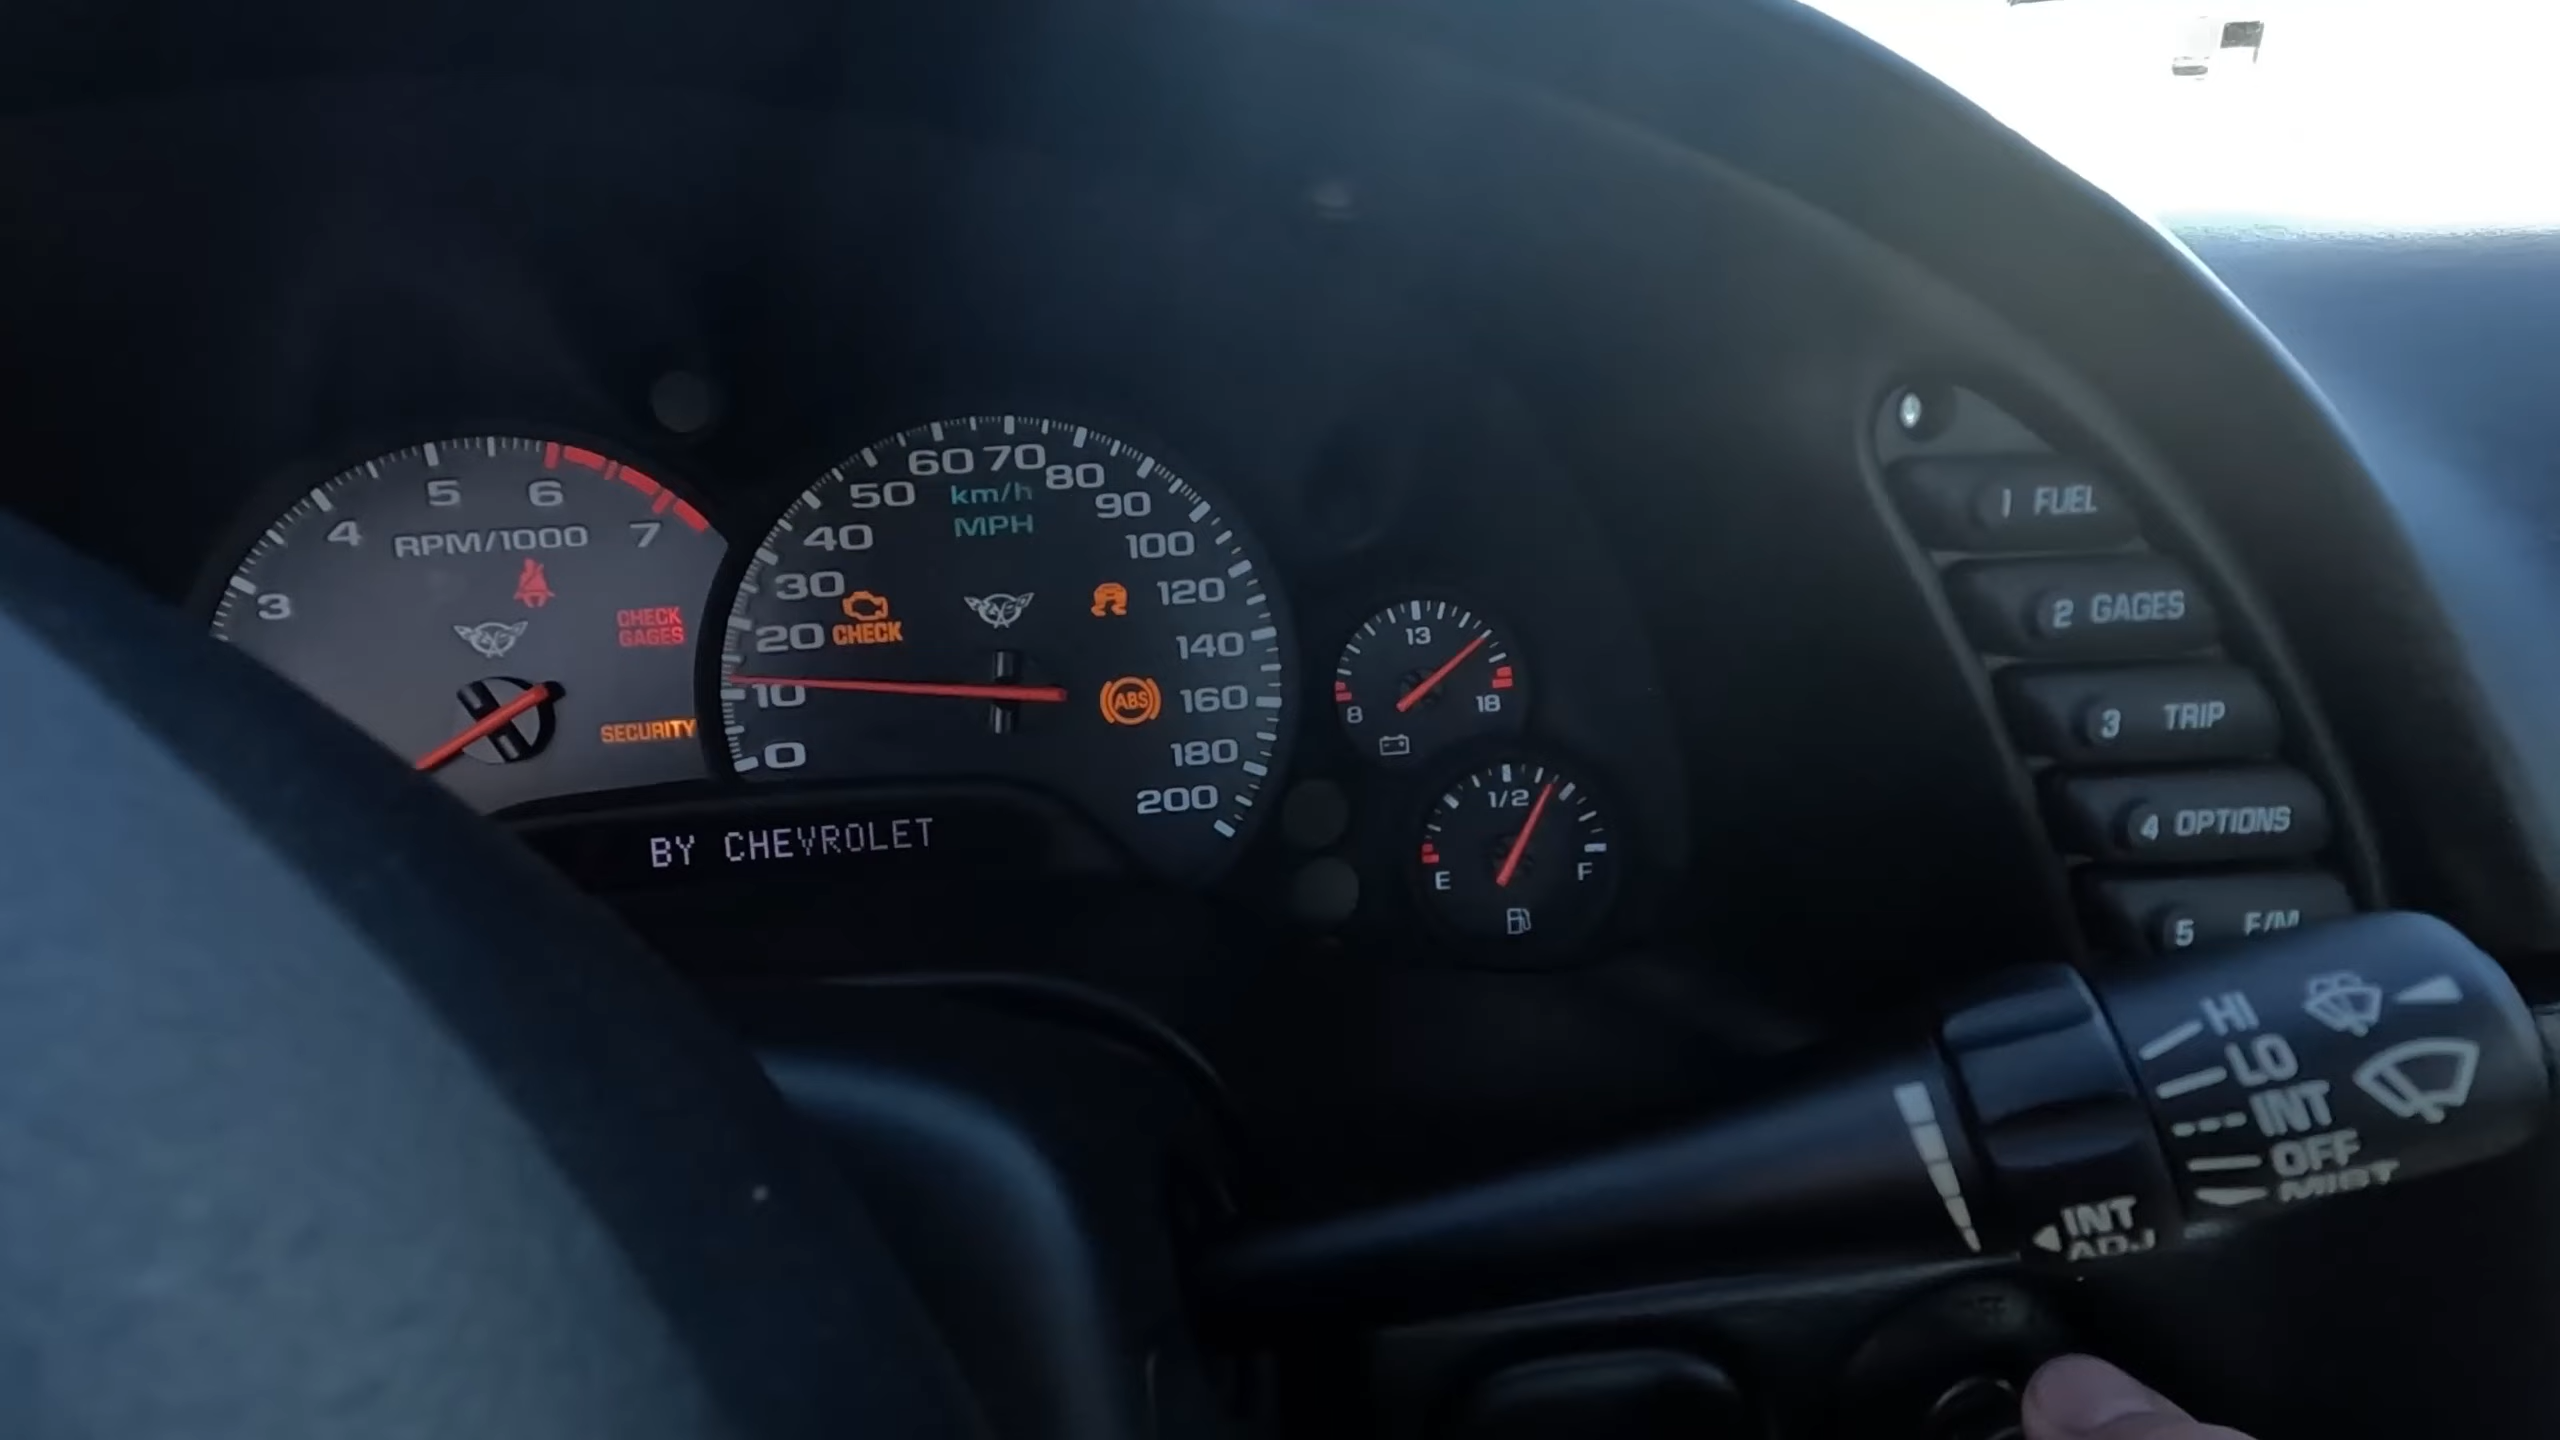 3
4
5
6
7
RPM/1000
CHECK
GAGES
SECURITY
0
10
20
30
40
50
60
70
80
90
100
120
140
160
180
200
km/h
MPH
CHECK
ABS
BY CHEVROLET
8
13
18
E
1/2
F
1 FUEL
2 GAGES
3 TRIP
4 OPTIONS
5 E/M
HI
LO
INT
OFF
MIST
INT
ADJ